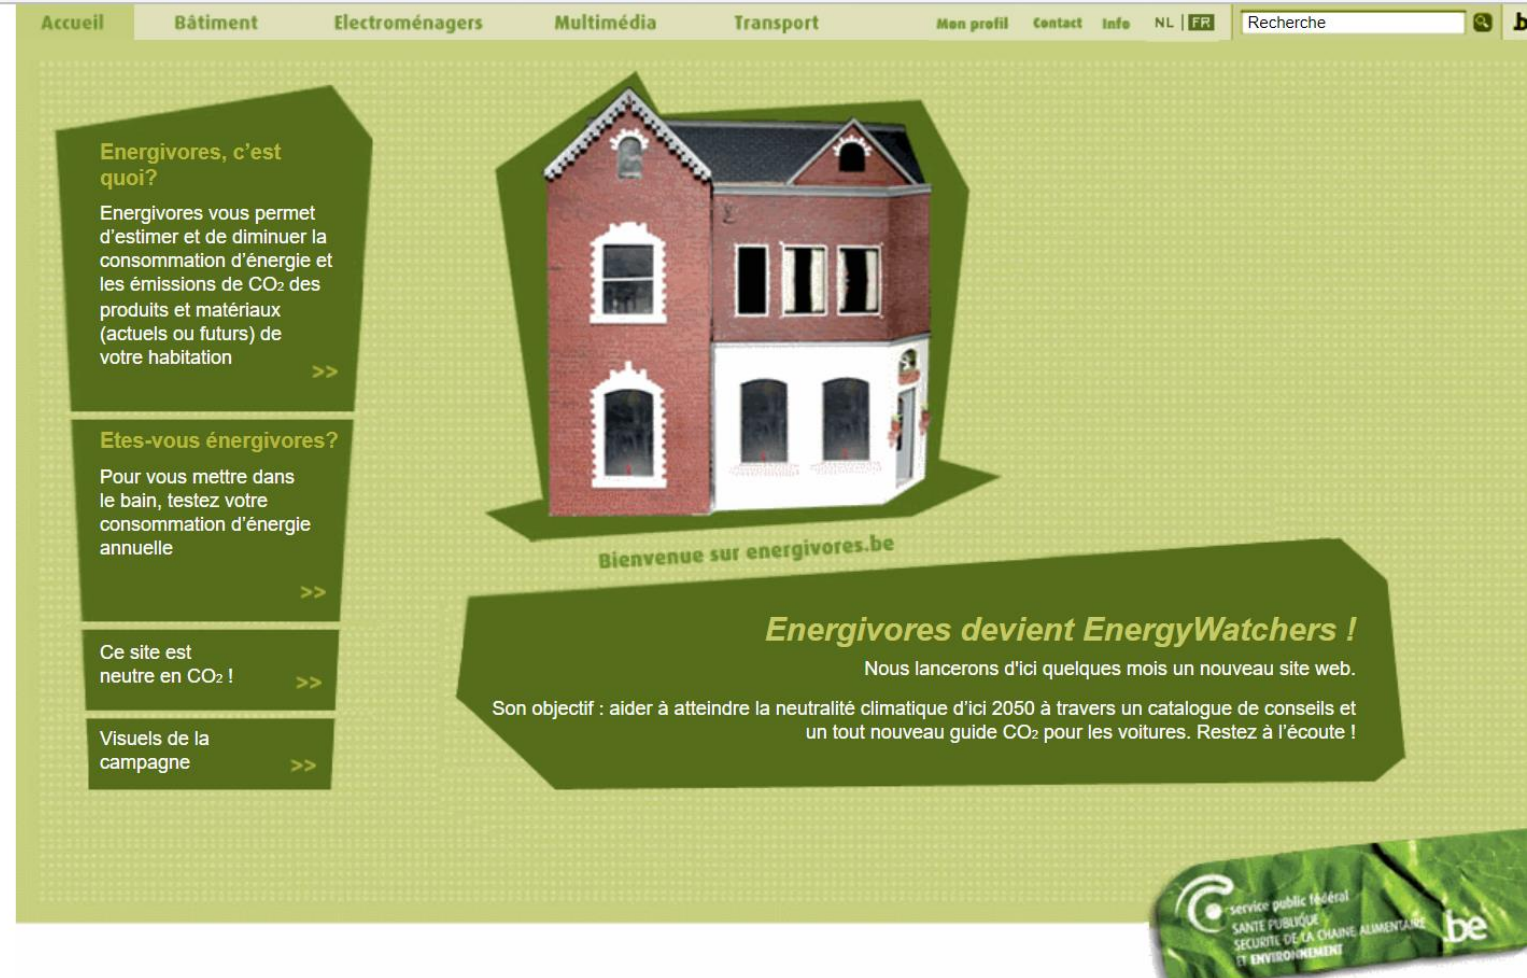 Accueil
Bâtiment
Electroménagers
Multimédia
Transport
Mon profil
Contact
Info
NL | FR
Recherche
Energivores, c’est
quoi?
Energivores vous permet
d’estimer et de diminuer la
consommation d’énergie et
les émissions de CO₂ des
produits et matériaux
(actuels ou futurs) de
votre habitation
>>
Etes-vous énergivores?
Pour vous mettre dans
le bain, testez votre
consommation d’énergie
annuelle
>>
Ce site est
neutre en CO₂ !
>>
Visuels de la
campagne
>>
Bienvenue sur energivores.be
Energivores devient EnergyWatchers !
Nous lancerons d'ici quelques mois un nouveau site web.
Son objectif : aider à atteindre la neutralité climatique d’ici 2050 à travers un catalogue de conseils et
un tout nouveau guide CO₂ pour les voitures. Restez à l’écoute !
service public fédéral
SANTE PUBLIQUE
SECURITE DE LA CHAINE ALIMENTAIRE
ET ENVIRONNEMENT
.be